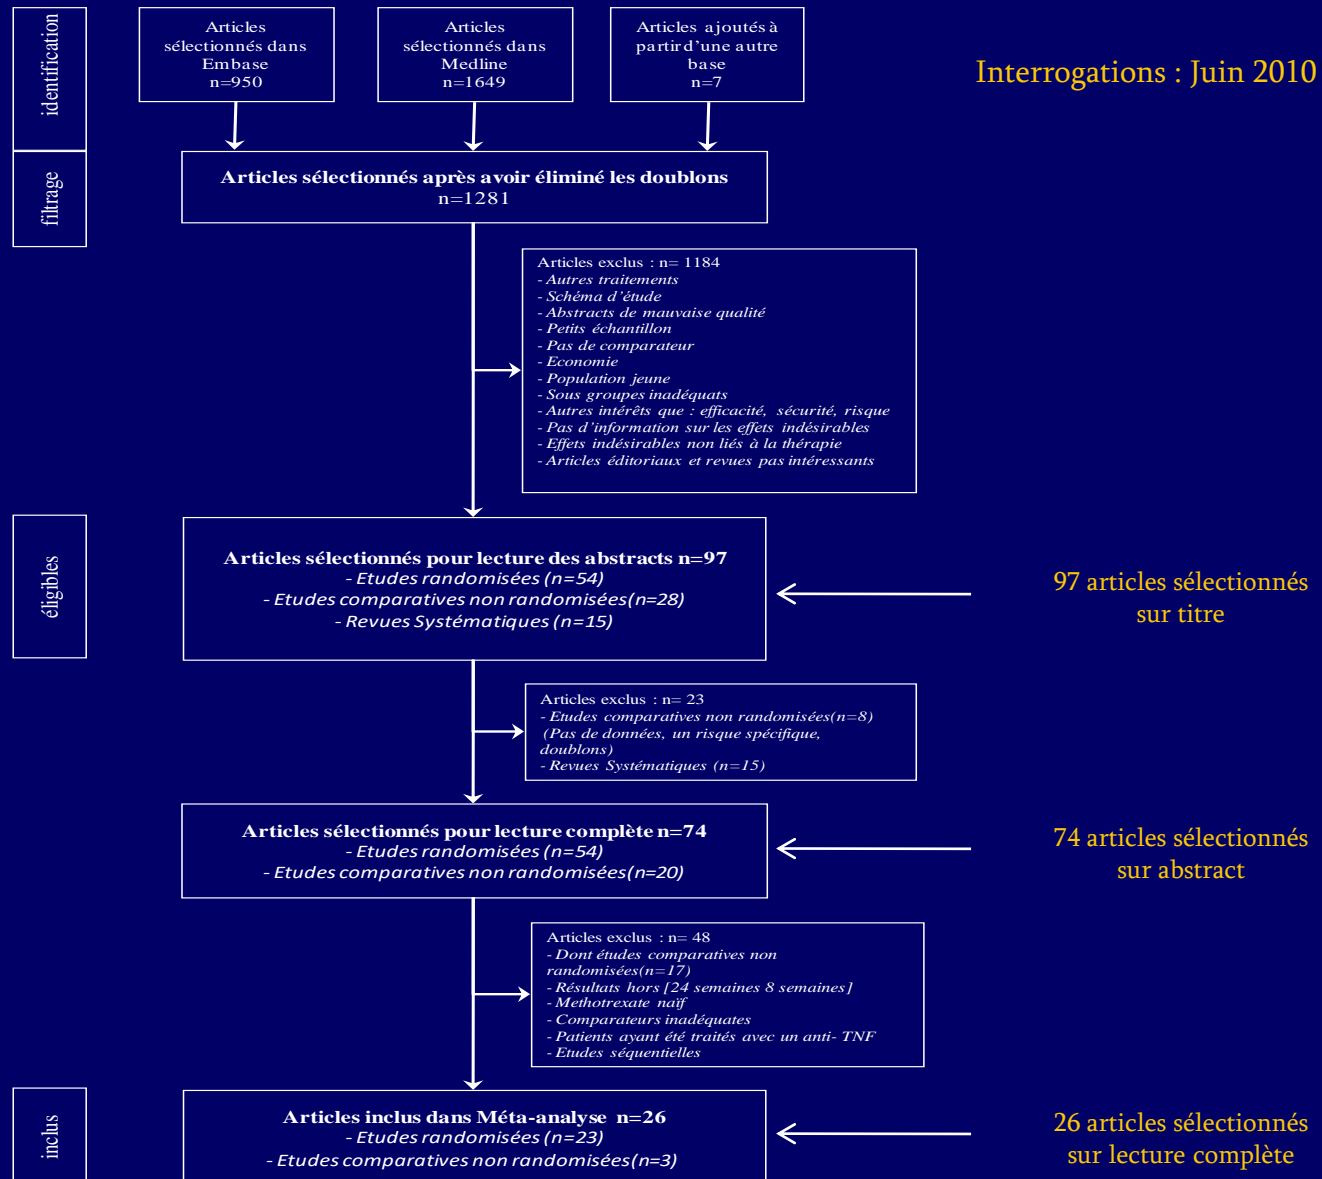 identification
Articles
sélectionnés dans
Embase
n=950
Articles
sélectionnés dans
Medline
n=1649
Articles ajoutés à
partir d'une autre
base
n=7
Interrogations : Juin 2010
filtrage
Articles sélectionnés après avoir éliminé les doublons
n=1281
Articles exclus : n= 1184
- Autres traitements
- Schéma d'étude
- Abstracts de mauvaise qualité
- Petits échantillon
- Pas de comparateur
- Economie
- Population jeune
- Sous groupes inadéquats
- Autres intérêts que : efficacité, sécurité, risque
- Pas d'information sur les effets indésirables
- Effets indésirables non liés à la thérapie
- Articles éditoriaux et revues pas intéressants
éligibles
Articles sélectionnés pour lecture des abstracts n=97
- Etudes randomisées (n=54)
- Etudes comparatives non randomisées(n=28)
- Revues Systématiques (n=15)
97 articles sélectionnés
sur titre
Articles exclus : n= 23
- Etudes comparatives non randomisées(n=8)
(Pas de données, un risque spécifique,
doublons)
- Revues Systématiques (n=15)
Articles sélectionnés pour lecture complète n=74
- Etudes randomisées (n=54)
- Etudes comparatives non randomisées(n=20)
74 articles sélectionnés
sur abstract
Articles exclus : n= 48
- Dont études comparatives non
randomisées(n=17)
- Résultats hors [24 semaines 8 semaines]
- Methotrexate naïf
- Comparateurs inadéquates
- Patients ayant été traités avec un anti- TNF
- Etudes séquentielles
inclus
Articles inclus dans Méta-analyse n=26
- Etudes randomisées (n=23)
- Etudes comparatives non randomisées(n=3)
26 articles sélectionnés
sur lecture complète